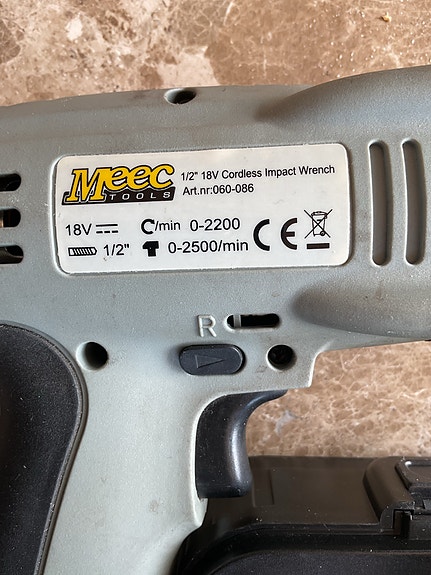 Meec
TOOLS
1/2" 18V Cordless Impact Wrench
Art.nr:060-086
18V
/min 0-2200
1/2"
0-2500/min
CE
R